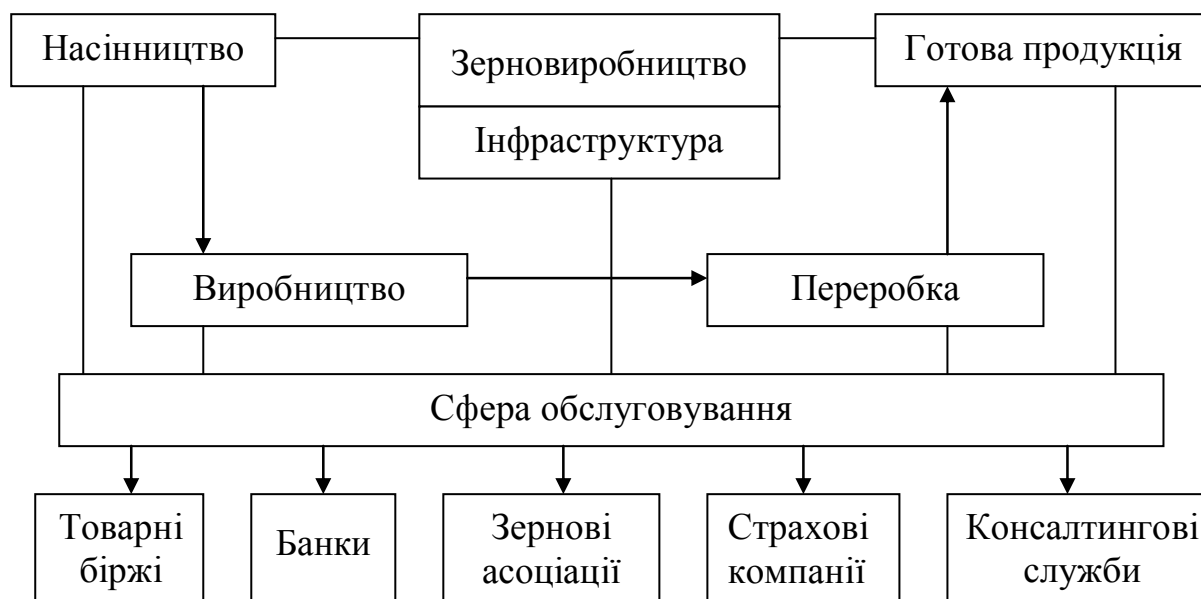 Насінництво
Зерновиробництво
Готова продукція
Інфраструктура
Виробництво
Переробка
Сфера обслуговування
Товарні
біржі
Банки
Зернові
асоціації
Страхові
компанії
Консалтингові
служби